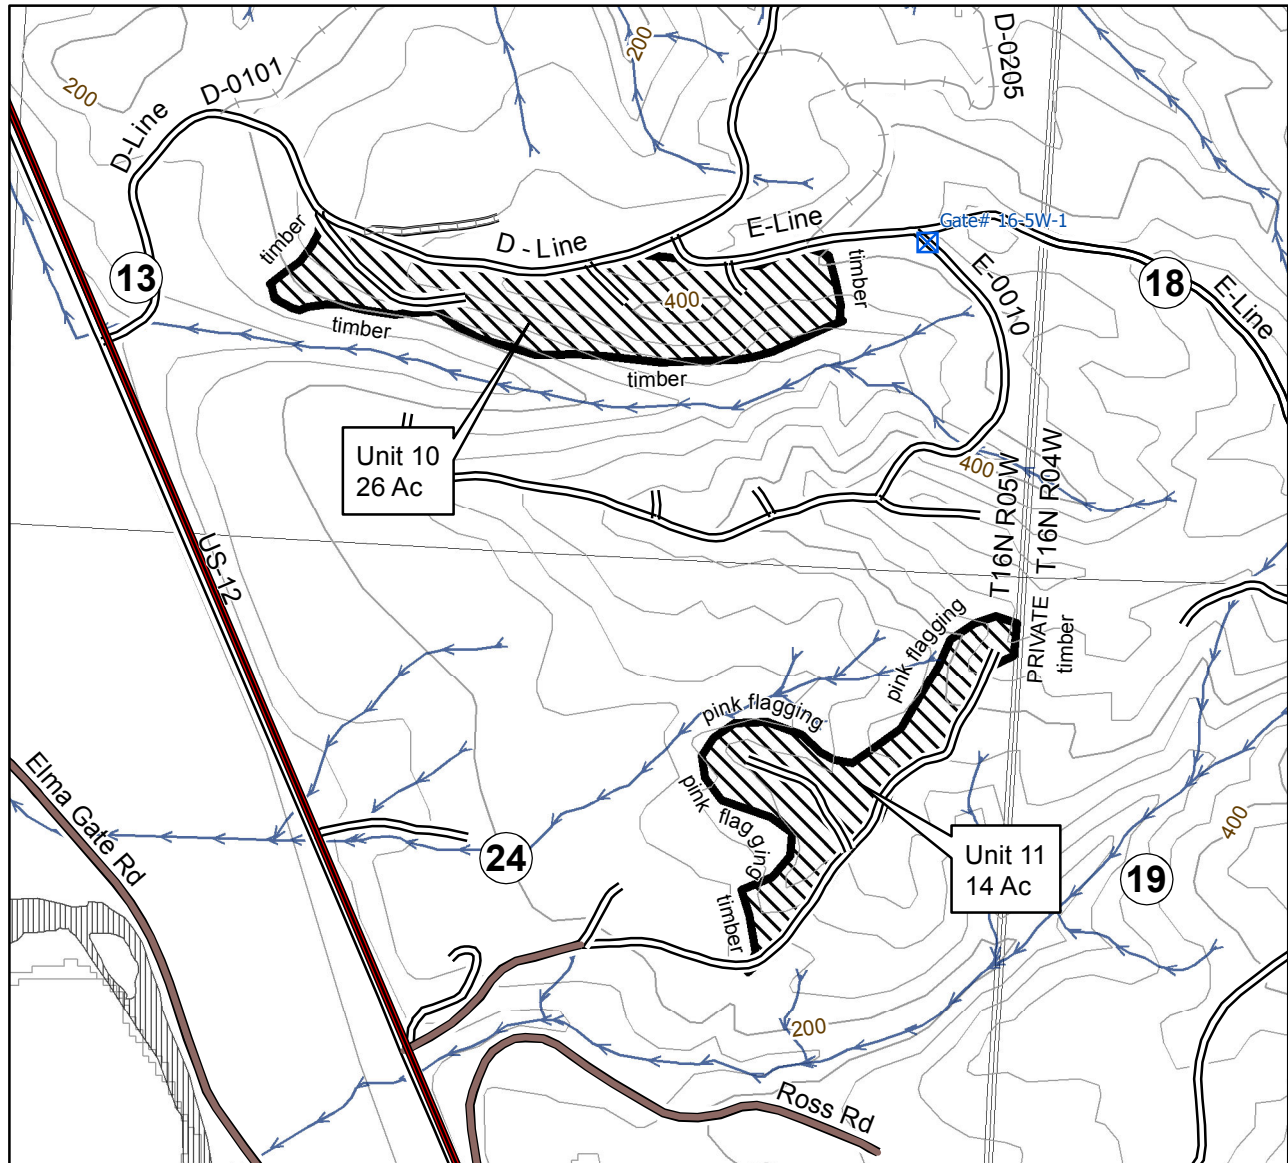 200
D-Line
D-0101
200
D-0205
timber
D - Line
E-Line
Gate# 16-5W-1
E-0010
18
E-Line
13
timber
400
timber
timber
Unit 10
26 Ac
400
T16N R05W
T16N R04W
US-12
pink flagging
PRIVATE
timber
pink flagging
pink flagging
Elma Gate Rd
24
timber
Unit 11
14 Ac
19
400
200
Ross Rd